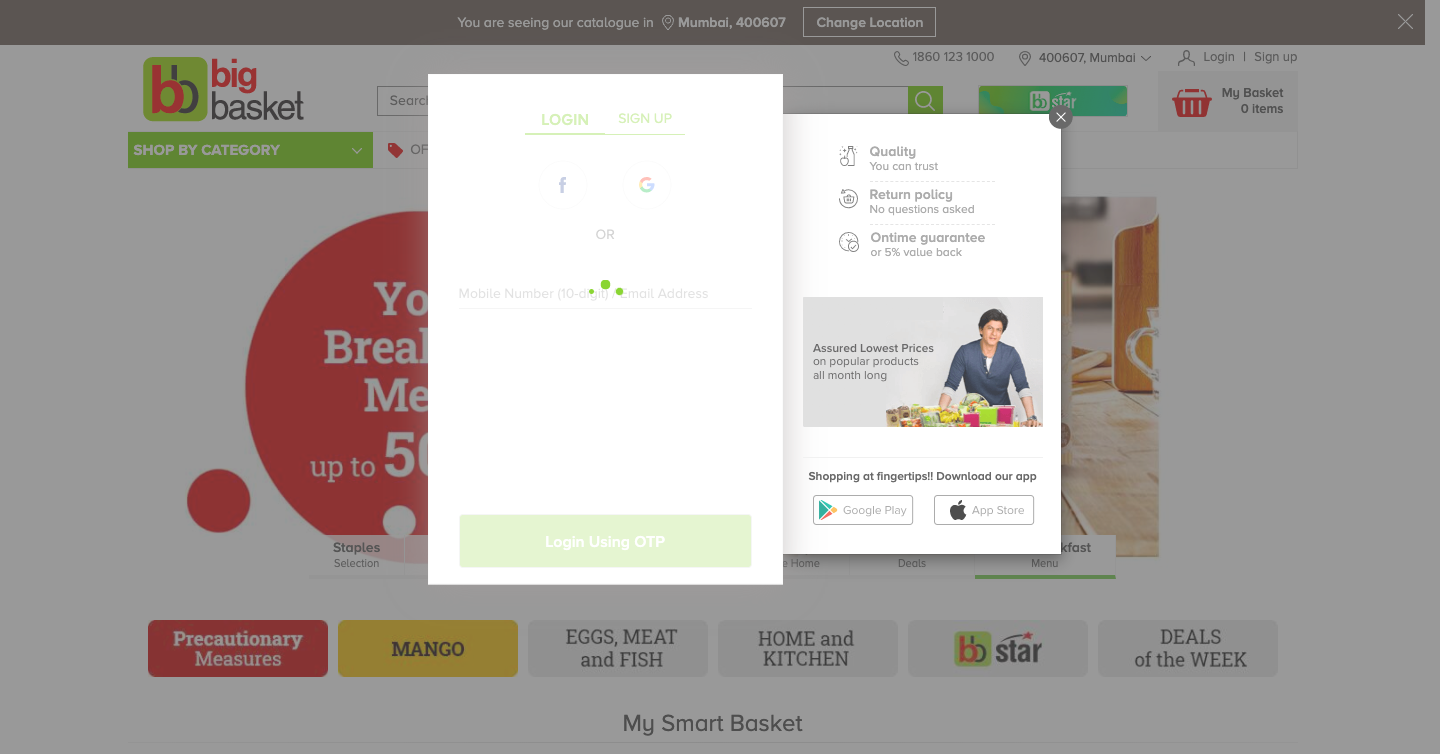 You are seeing our catalogue in Mumbai, 400607 Change Location
1860 123 1000 400607, Mumbai Login | Sign up
big
basket
Search
bb star
My Basket
0 items
SHOP BY CATEGORY
OF
LOGIN SIGN UP
OR
Mobile Number (10-digit) / Email Address
Login Using OTP
Quality
You can trust
Return policy
No questions asked
Ontime guarantee
or 5% value back
Assured Lowest Prices
on popular products
all month long
Shopping at fingertips!! Download our app
Google Play App Store
Yo
Brea
Me
up to 50
Staples
Selection
Home
Deals
kfast
Menu
Precautionary
Measures
MANGO
EGGS, MEAT
and FISH
HOME and
KITCHEN
bb star
DEALS
of the WEEK
My Smart Basket